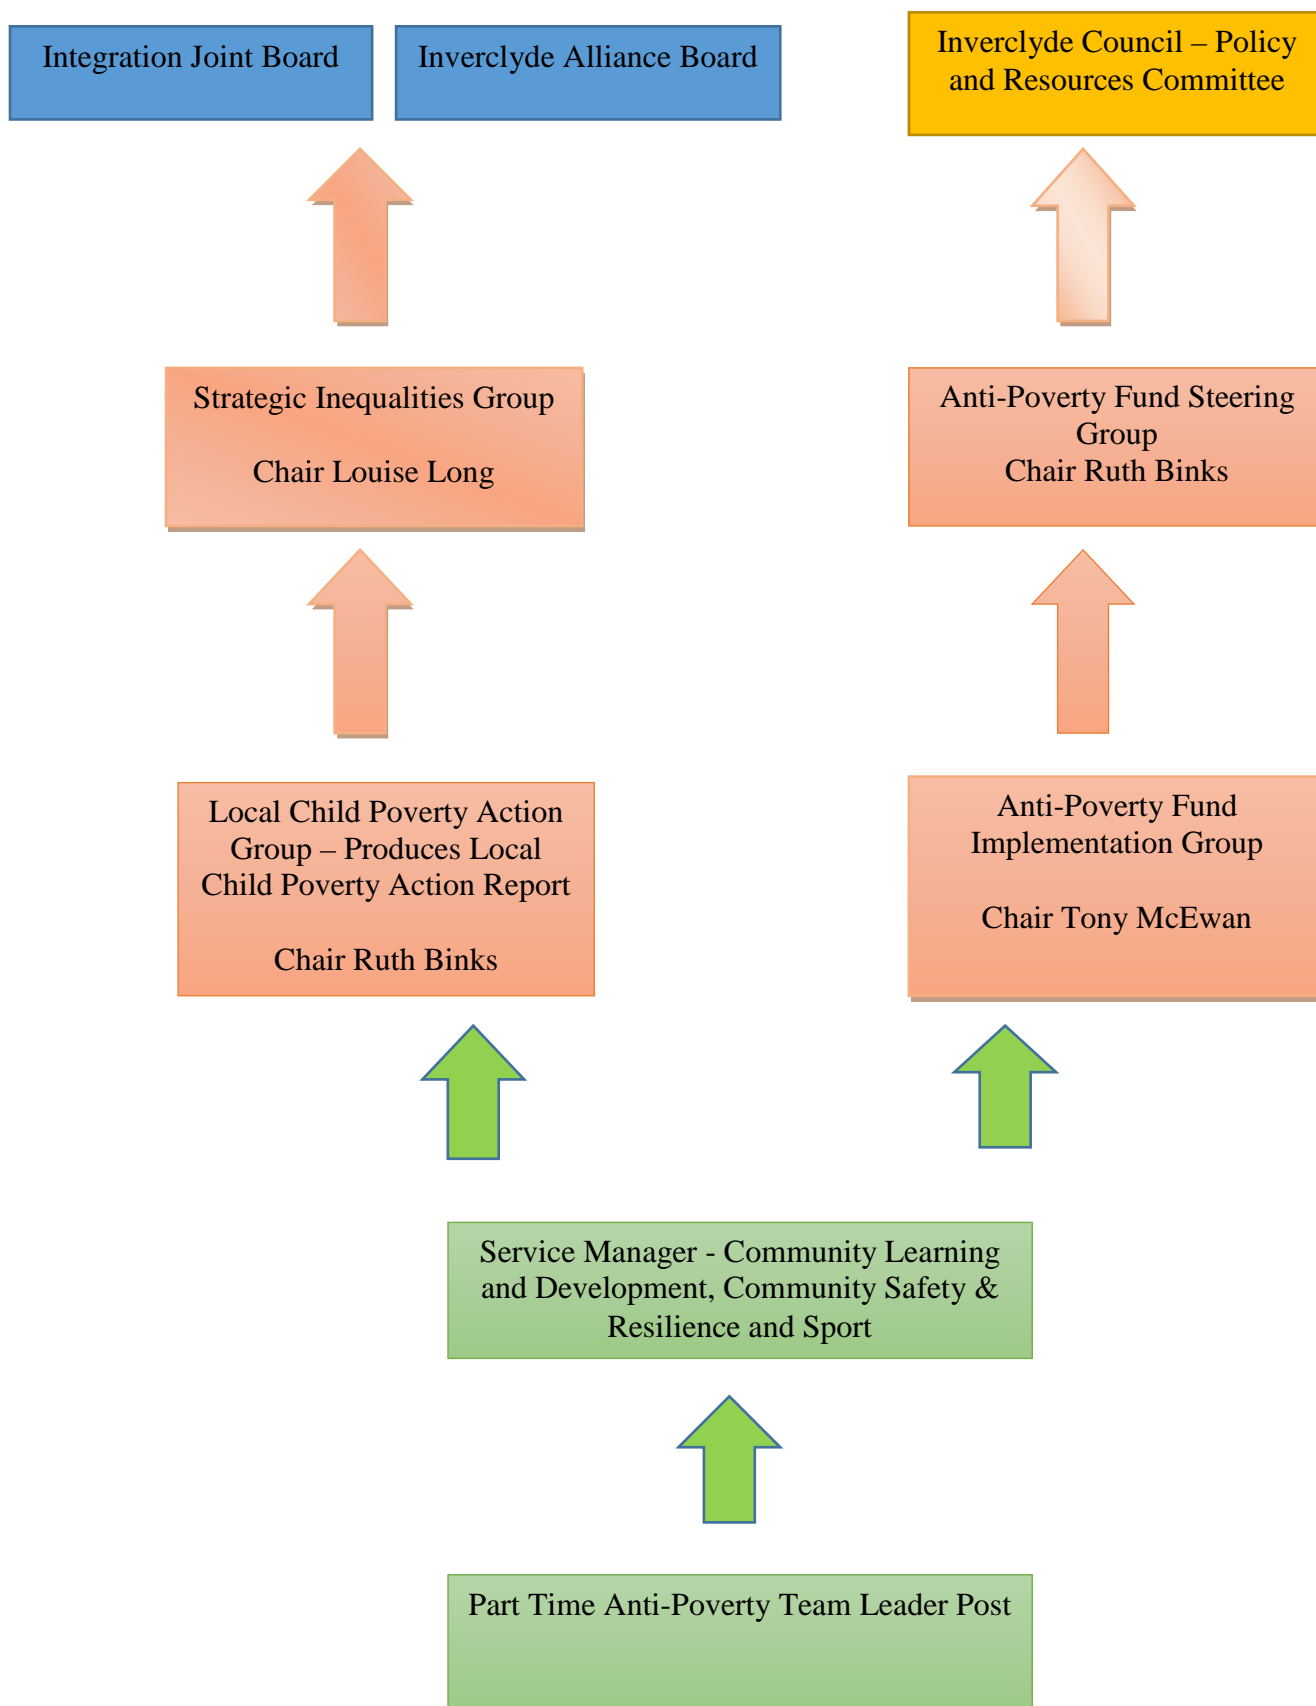 Integration Joint Board
Inverclyde Alliance Board
Inverclyde Council – Policy
and Resources Committee
Strategic Inequalities Group
Chair Louise Long
Anti-Poverty Fund Steering
Group
Chair Ruth Binks
Local Child Poverty Action
Group – Produces Local
Child Poverty Action Report
Chair Ruth Binks
Anti-Poverty Fund
Implementation Group
Chair Tony McEwan
Service Manager - Community Learning
and Development, Community Safety &
Resilience and Sport
Part Time Anti-Poverty Team Leader Post